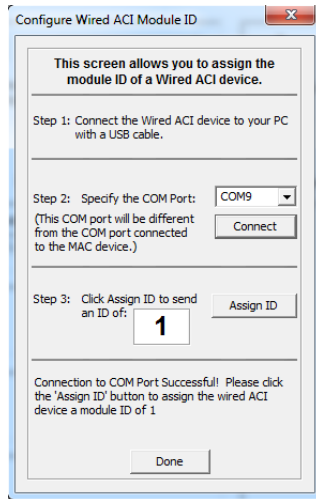 Configure Wired ACI Module ID
This screen allows you to assign the
module ID of a Wired ACI device.
Step 1: Connect the Wired ACI device to your PC
with a USB cable.
Step 2: Specify the COM Port:
COM9
(This COM port will be different
from the COM port connected
to the MAC device.)
Connect
Step 3: Click Assign ID to send
an ID of:
1
Assign ID
Connection to COM Port Successful! Please click
the 'Assign ID' button to assign the wired ACI
device a module ID of 1
Done